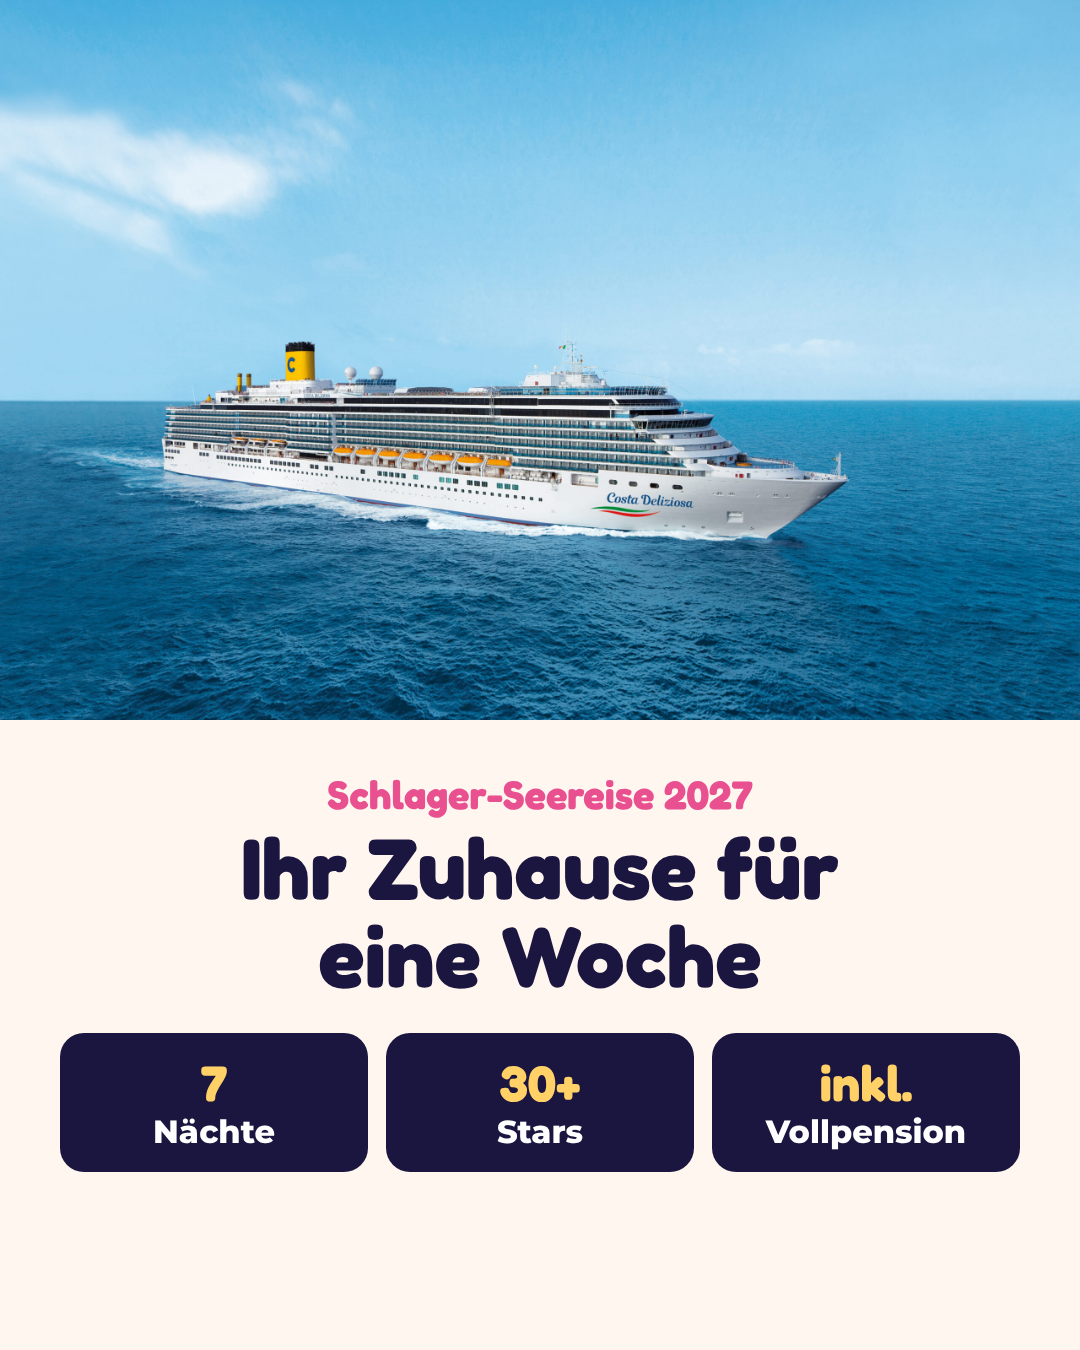 C
Costa Deliziosa
Schlager-Seereise 2027
Ihr Zuhause für
eine Woche
7
Nächte
30+
Stars
inkl.
Vollpension